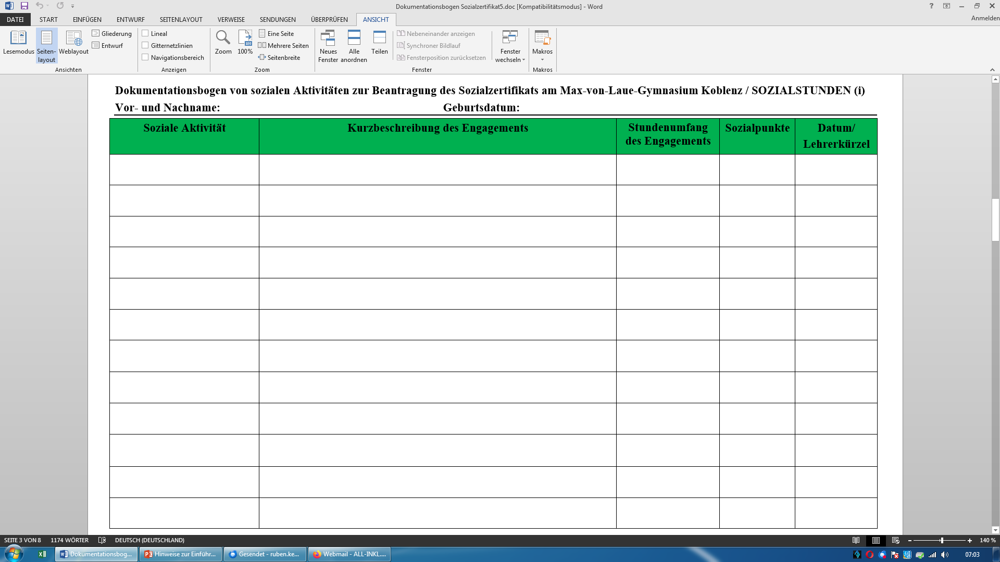 Dokumentationsbogen Sozialzertifikat5.doc [Kompatibilitätsmodus] - Word
DATEI START EINFÜGEN ENTWURF SEITENLAYOUT VERWEISE SENDUNGEN ÜBERPRÜFEN ANSICHT Anmelden
Lesemodus Seiten-layout Weblayout Gliederung Entwurf
Ansichten
Lineal
Gitternetzlinien
Navigationsbereich
Anzeigen
Zoom 100% Eine Seite
Mehrere Seiten
Seitenbreite
Zoom
Neues Fenster Alle anordnen Teilen
Nebeneinander anzeigen
Synchroner Bildlauf
Fensterposition zurücksetzen
Fenster wechseln
Fenster
Makros
Makros
Dokumentationsbogen von sozialen Aktivitäten zur Beantragung des Sozialzertifikats am Max-von-Laue-Gymnasium Koblenz / SOZIALSTUNDEN (i)
Vor- und Nachname: Geburtsdatum:
Soziale Aktivität
Kurzbeschreibung des Engagements
Stundenumfang
des Engagements
Sozialpunkte
Datum/
Lehrerkürzel
SEITE 3 VON 8 1174 WÖRTER DEUTSCH (DEUTSCHLAND) 140 %
Dokumentationsbog... Hinweise zur Einführ... Gesendet - ruben.ke... Webmail - ALL-INKL.... 07:03